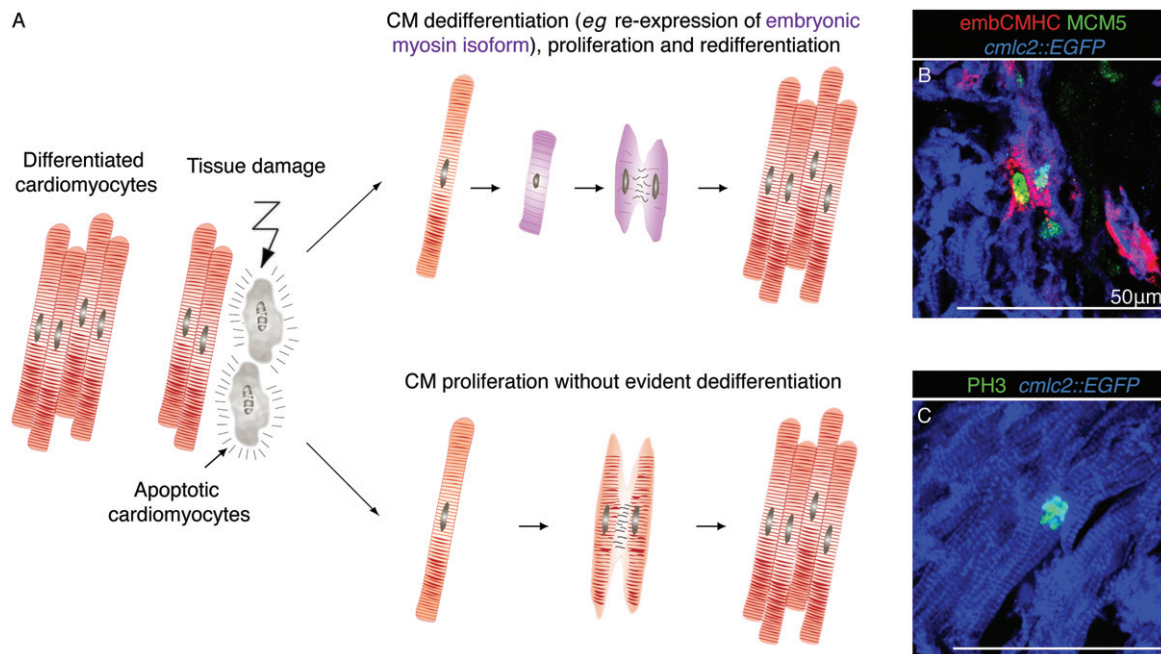 A
CM dedifferentiation (eg re-expression of embryonic
myosin isoform), proliferation and redifferentiation
Differentiated
cardiomyocytes
Tissue damage
Apoptotic
cardiomyocytes
CM proliferation without evident dedifferentiation
embCMHC MCM5
cmlc2::EGFP
B
50µm
PH3 cmlc2::EGFP
C